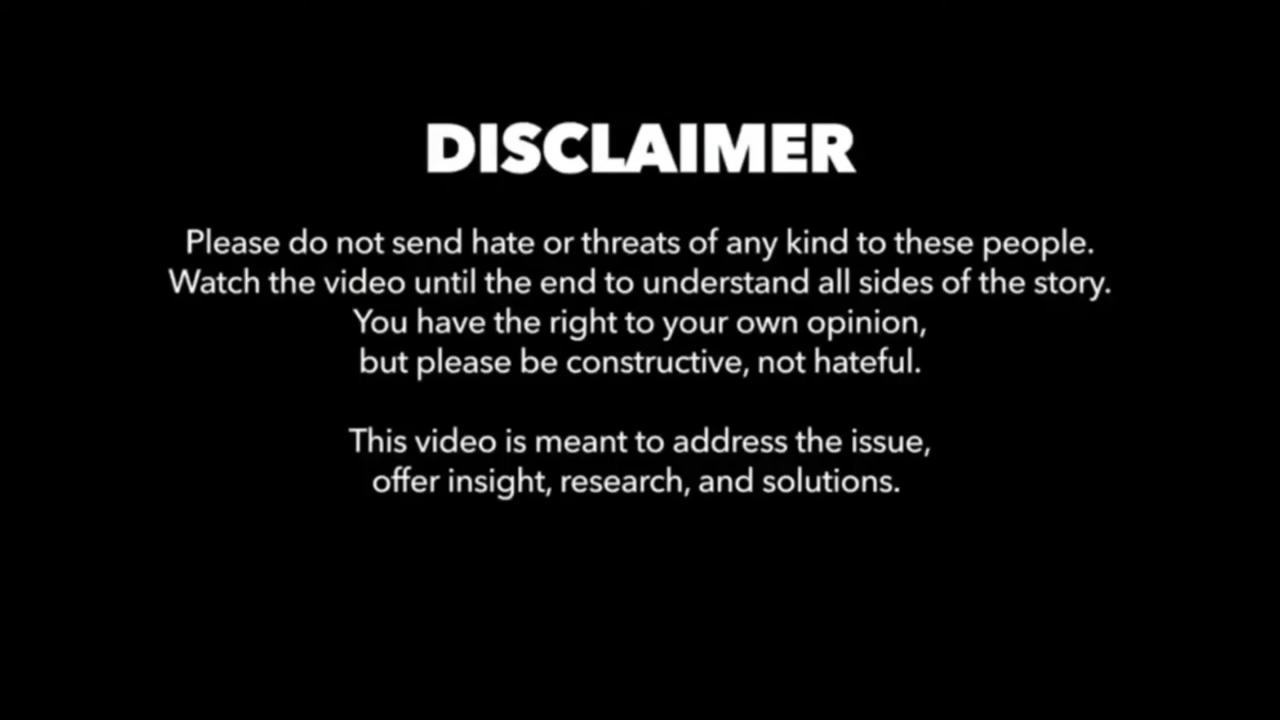 DISCLAIMER
Please do not send hate or threats of any kind to these people.
Watch the video until the end to understand all sides of the story.
You have the right to your own opinion,
but please be constructive, not hateful.
This video is meant to address the issue,
offer insight, research, and solutions.